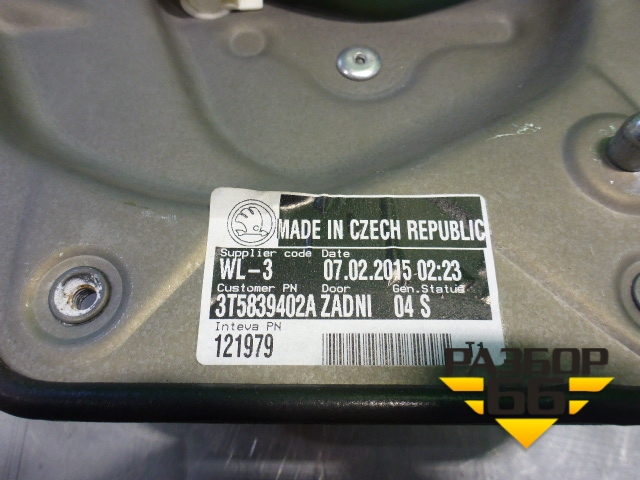 MADE IN CZECH REPUBLIC
Supplier code Date
WL-3 07.02.2015 02:23
Customer PN Door Gen.Status
3T5839402A ZADNI 04 S
Inteva PN
121979
ТА
РАЗБОР
66